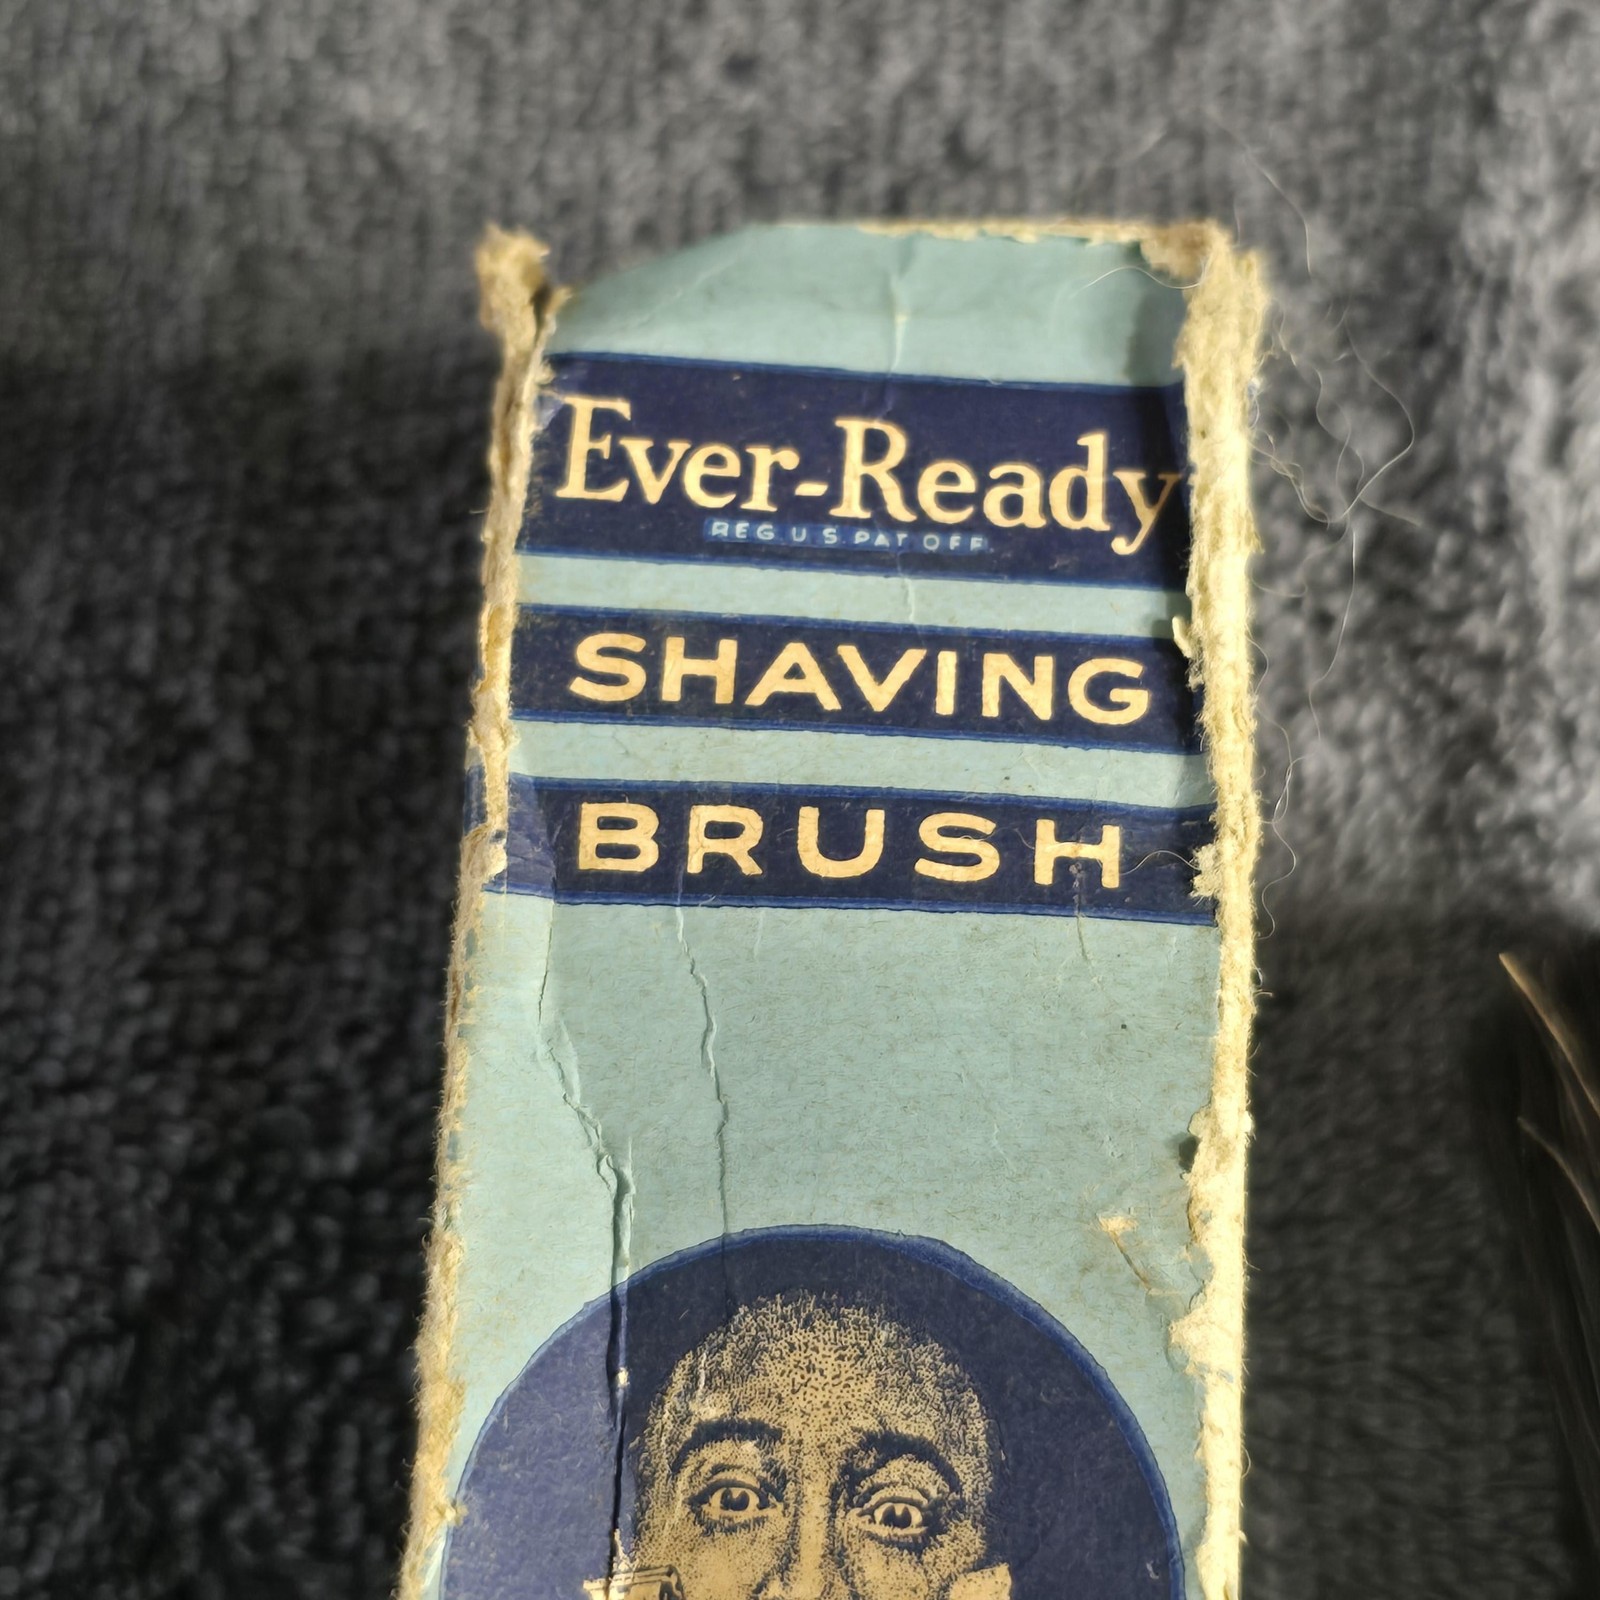 Ever-Ready
REG. U.S. PAT. OFF.
SHAVING
BRUSH